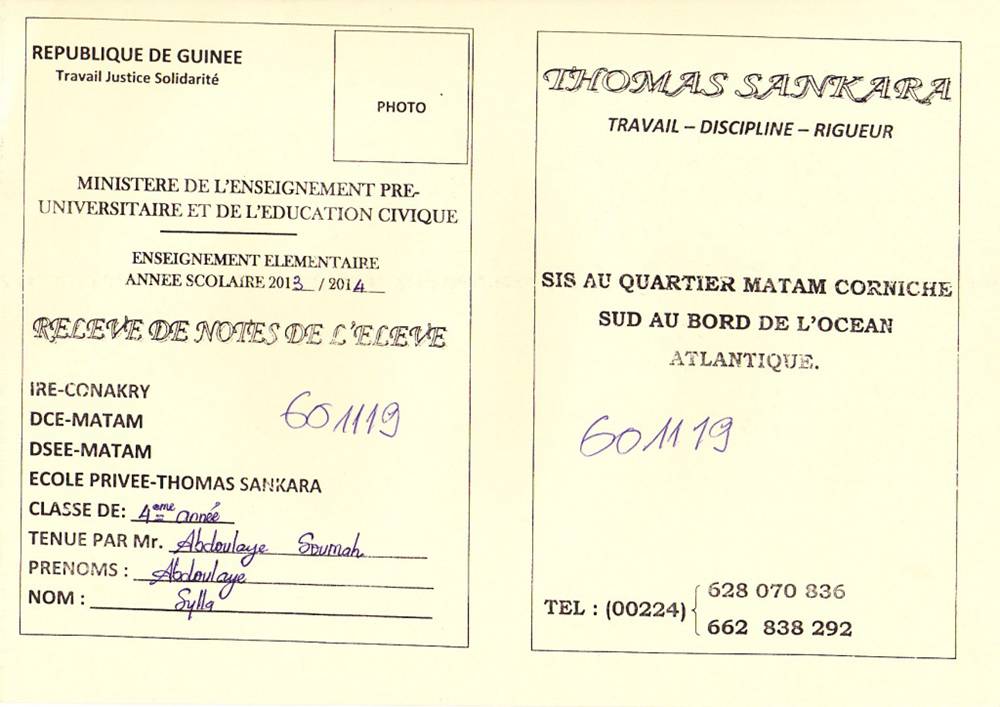 REPUBLIQUE DE GUINEE
Travail Justice Solidarité
PHOTO
MINISTERE DE L'ENSEIGNEMENT PRE-
UNIVERSITAIRE ET DE L'EDUCATION CIVIQUE
ENSEIGNEMENT ELEMENTAIRE
ANNEE SCOLAIRE 2013 / 2014
RELEVE DE NOTES DE L'ELEVE
IRE-CONAKRY
DCE-MATAM
DSEE-MATAM
601119
ECOLE PRIVEE-THOMAS SANKARA
CLASSE DE: 4eme année
TENUE PAR Mr. Abdoulaye Soumah
PRENOMS : Abdoulaye
NOM : Sylla
THOMAS SANKARA
TRAVAIL – DISCIPLINE – RIGUEUR
SIS AU QUARTIER MATAM CORNICHE
SUD AU BORD DE L'OCEAN
ATLANTIQUE.
601119
TEL : (00224)
628 070 836
662 838 292